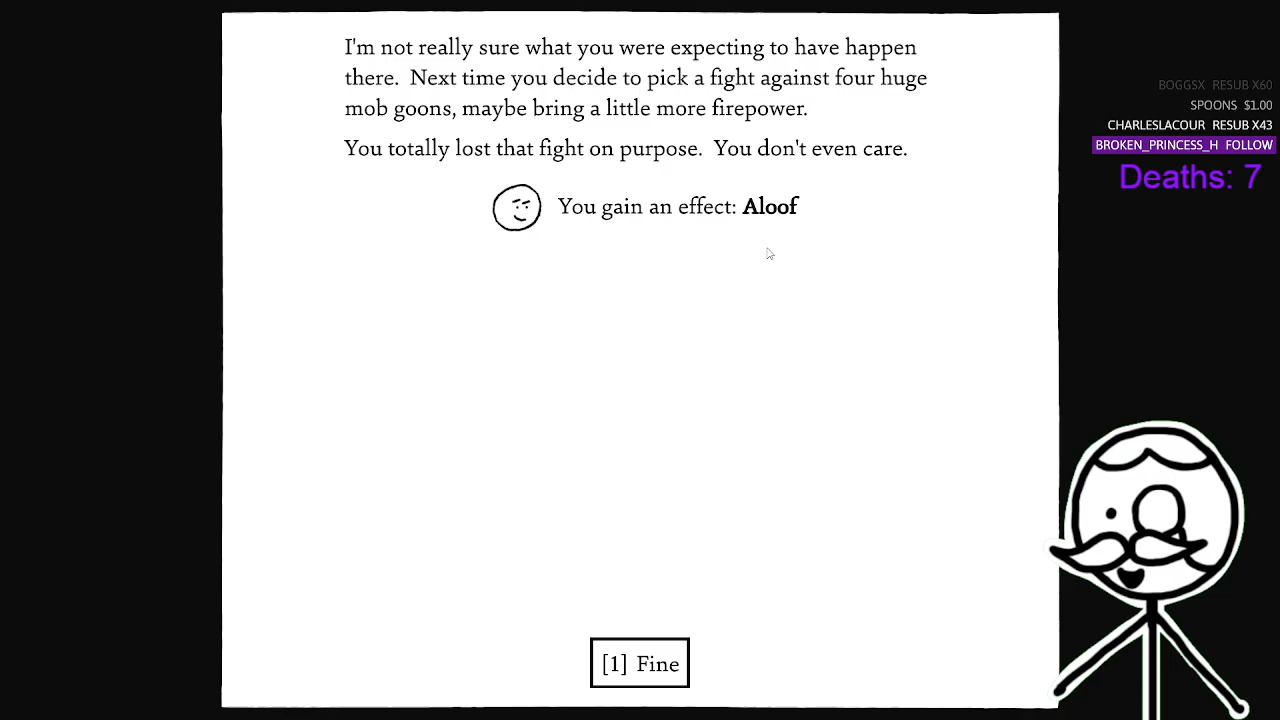 I'm not really sure what you were expecting to have happen
there.  Next time you decide to pick a fight against four huge
mob goons, maybe bring a little more firepower.
You totally lost that fight on purpose.  You don't even care.
You gain an effect: Aloof
[1] Fine
BOGGSX RESUB X60
SPOONS $1.00
CHARLESLACOUR RESUB X43
BROKEN_PRINCESS_H FOLLOW
Deaths: 7